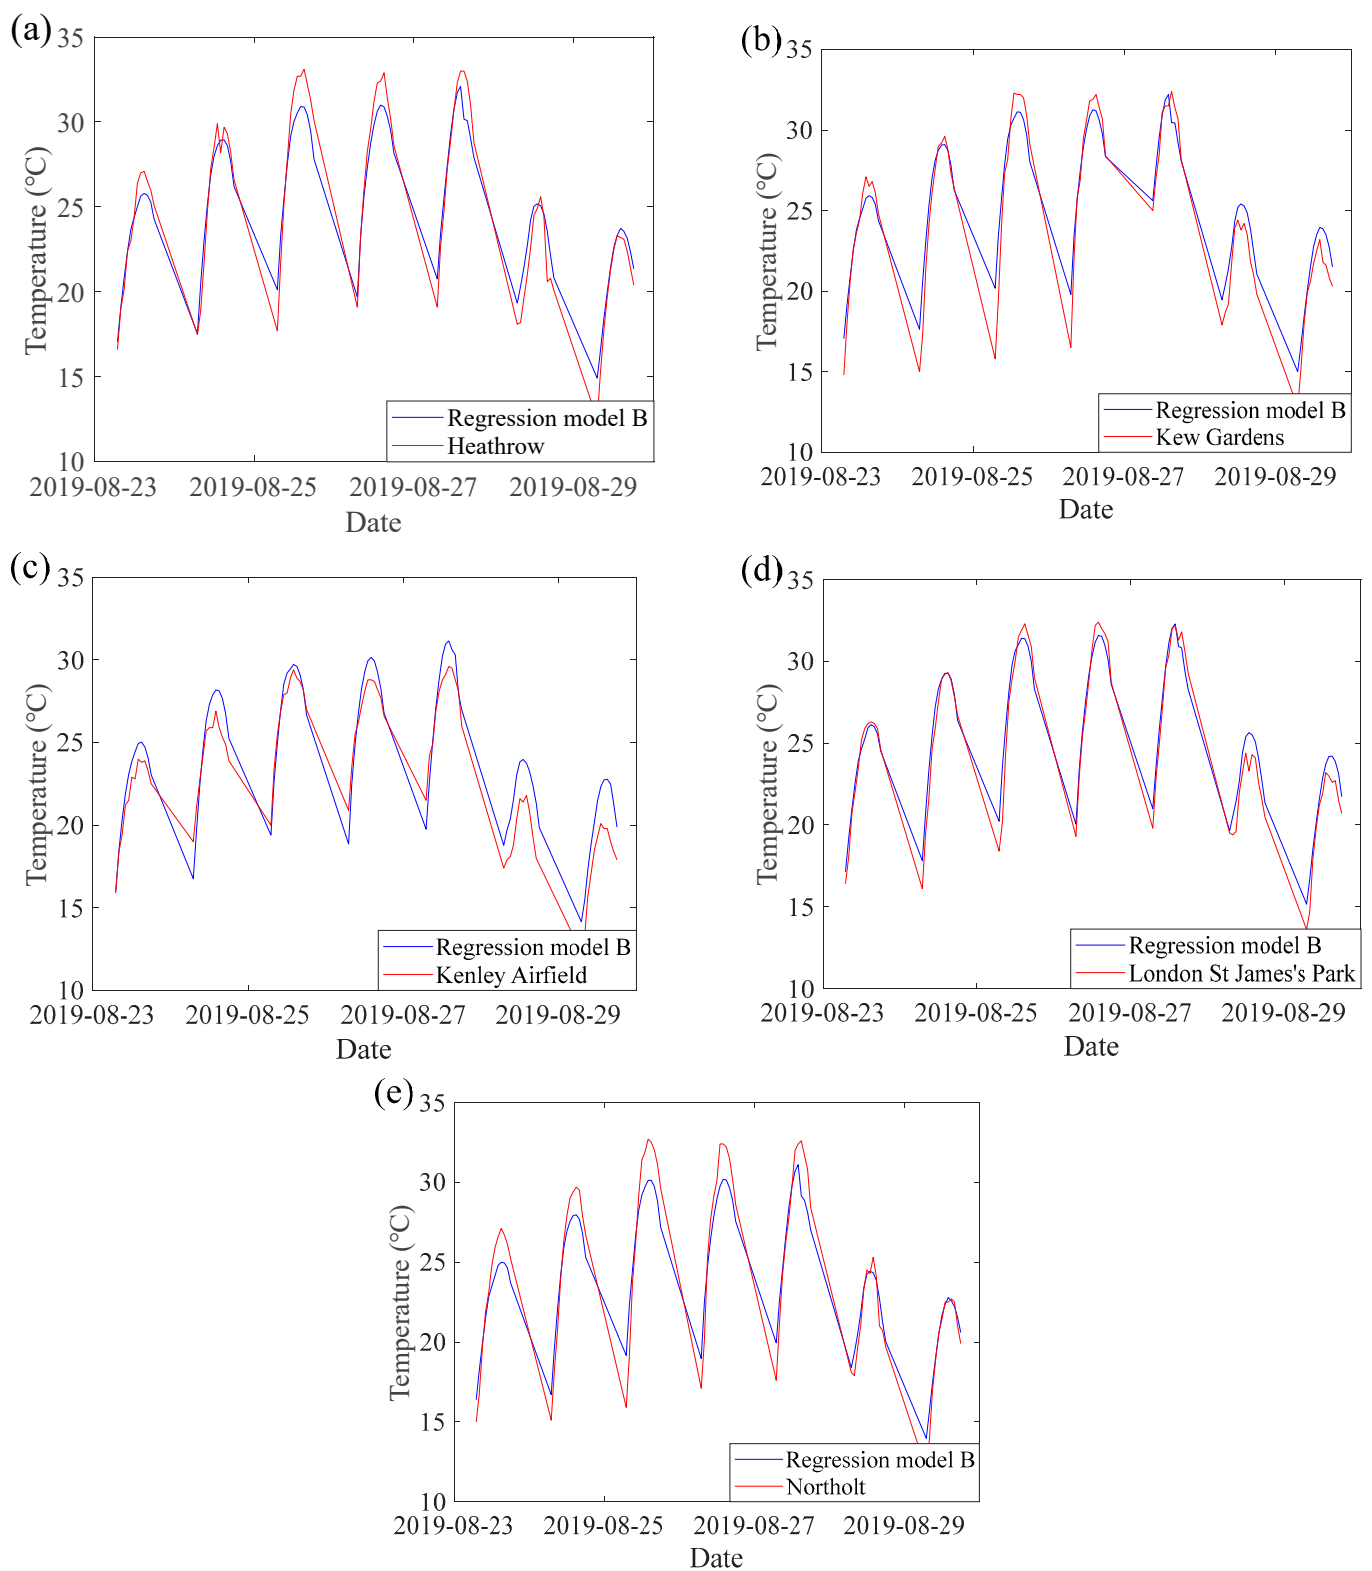 (a)
35
30
25
20
15
10
Temperature (°C)
Regression model B
Heathrow
2019-08-23 2019-08-25 2019-08-27 2019-08-29
Date
(b)
35
30
25
20
15
10
Temperature (°C)
Regression model B
Kew Gardens
2019-08-23 2019-08-25 2019-08-27 2019-08-29
Date
(c)
35
30
25
20
15
10
Temperature (°C)
Regression model B
Kenley Airfield
2019-08-23 2019-08-25 2019-08-27 2019-08-29
Date
(d)
35
30
25
20
15
10
Temperature (°C)
Regression model B
London St James's Park
2019-08-23 2019-08-25 2019-08-27 2019-08-29
Date
(e)
35
30
25
20
15
10
Temperature (°C)
Regression model B
Northolt
2019-08-23 2019-08-25 2019-08-27 2019-08-29
Date